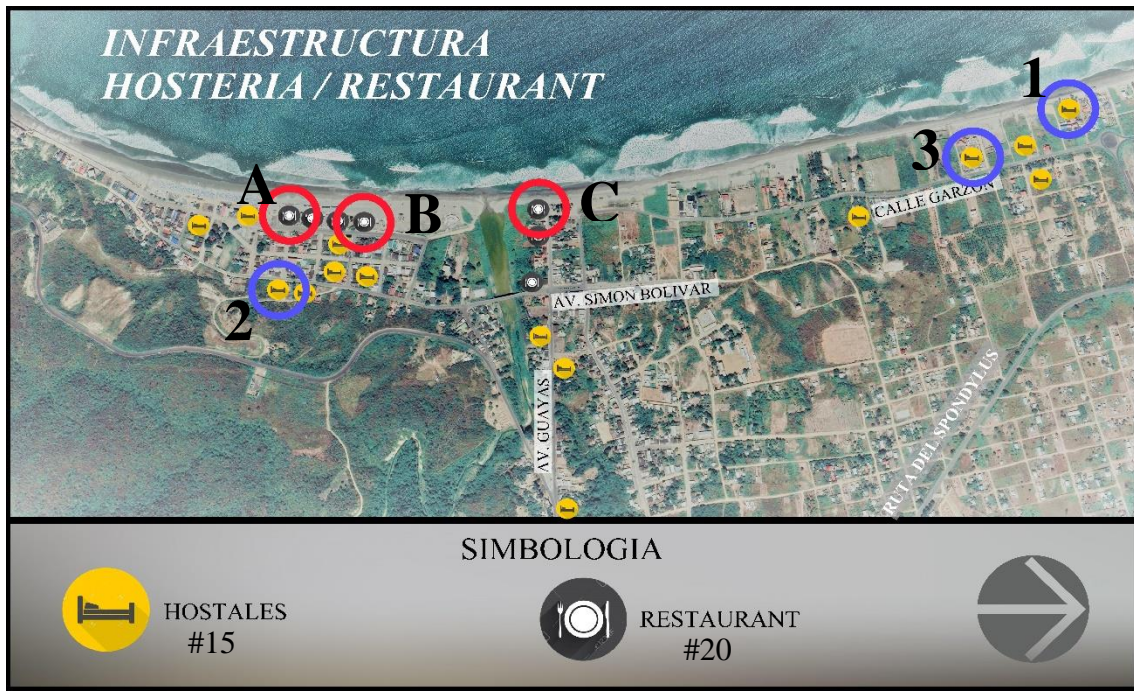 INFRAESTRUCTURA
HOSTERIA / RESTAURANT
1
3
A
B
C
CALLE GARZON
2
AV. SIMON BOLIVAR
AV. GUAYAS
RUTA DEL SPONDYLUS
SIMBOLOGIA
HOSTALES
#15
RESTAURANT
#20